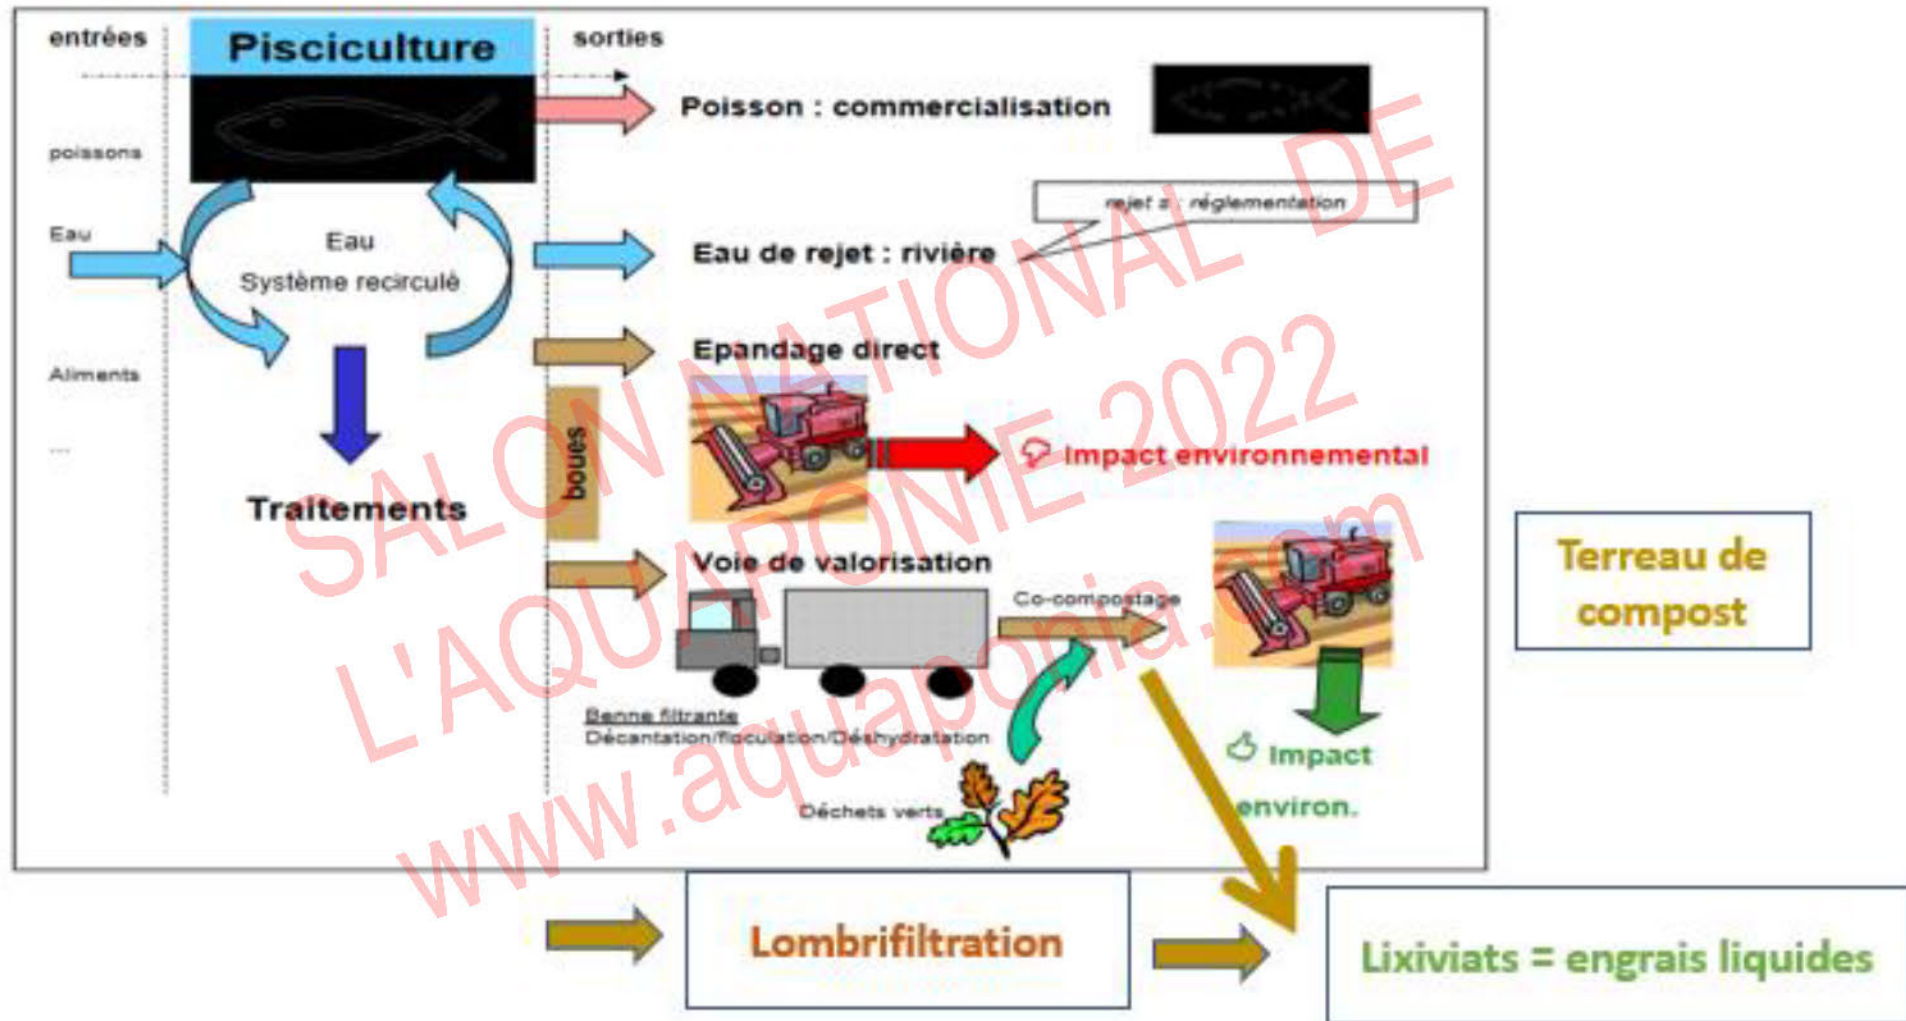 entrées
Pisciculture
sorties
Poisson : commercialisation
poissons
rejet s : réglementation
Eau
Eau
Système recirculé
Eau de rejet : rivière
Epandage direct
Aliments
...
boues
Impact environnemental
Traitements
Voie de valorisation
Co-compostage
Terreau de
compost
Benne filtrante
Décantation/floculation/Déshydratation
Impact
environ.
Déchets verts
Lombrifiltration
Lixiviats = engrais liquides
SALON NATIONAL DE
L'AQUAPONIE 2022
www.aquaponia.com